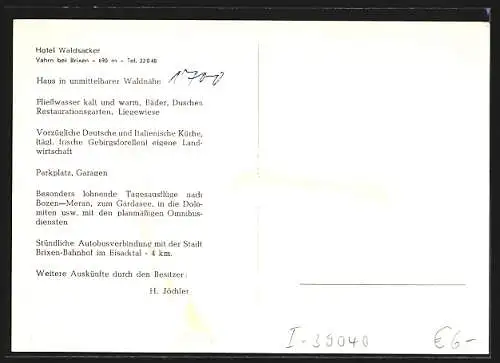 Hotel Waldsacker
Vahrn bei Brixen - 690 m - Tel. 22840
Haus in unmittelbarer Waldnähe
Fließwasser kalt und warm, Bäder, Duschen
Restaurationsgarten, Liegewiese
Vorzügliche Deutsche und Italienische Küche,
(tägl. frische Gebirgsforellen) eigene Land-
wirtschaft
Parkplatz, Garagen
Besonders lohnende Tagesausflüge nach
Bozen—Meran, zum Gardasee, in die Dolo-
miten usw. mit den planmäßigen Omnibus-
diensten
Stündliche Autobusverbindung mit der Stadt
Brixen-Bahnhof im Eisacktal - 4 km.
Weitere Auskünfte durch den Besitzer:
H. Jöchler
I-39040
€6-